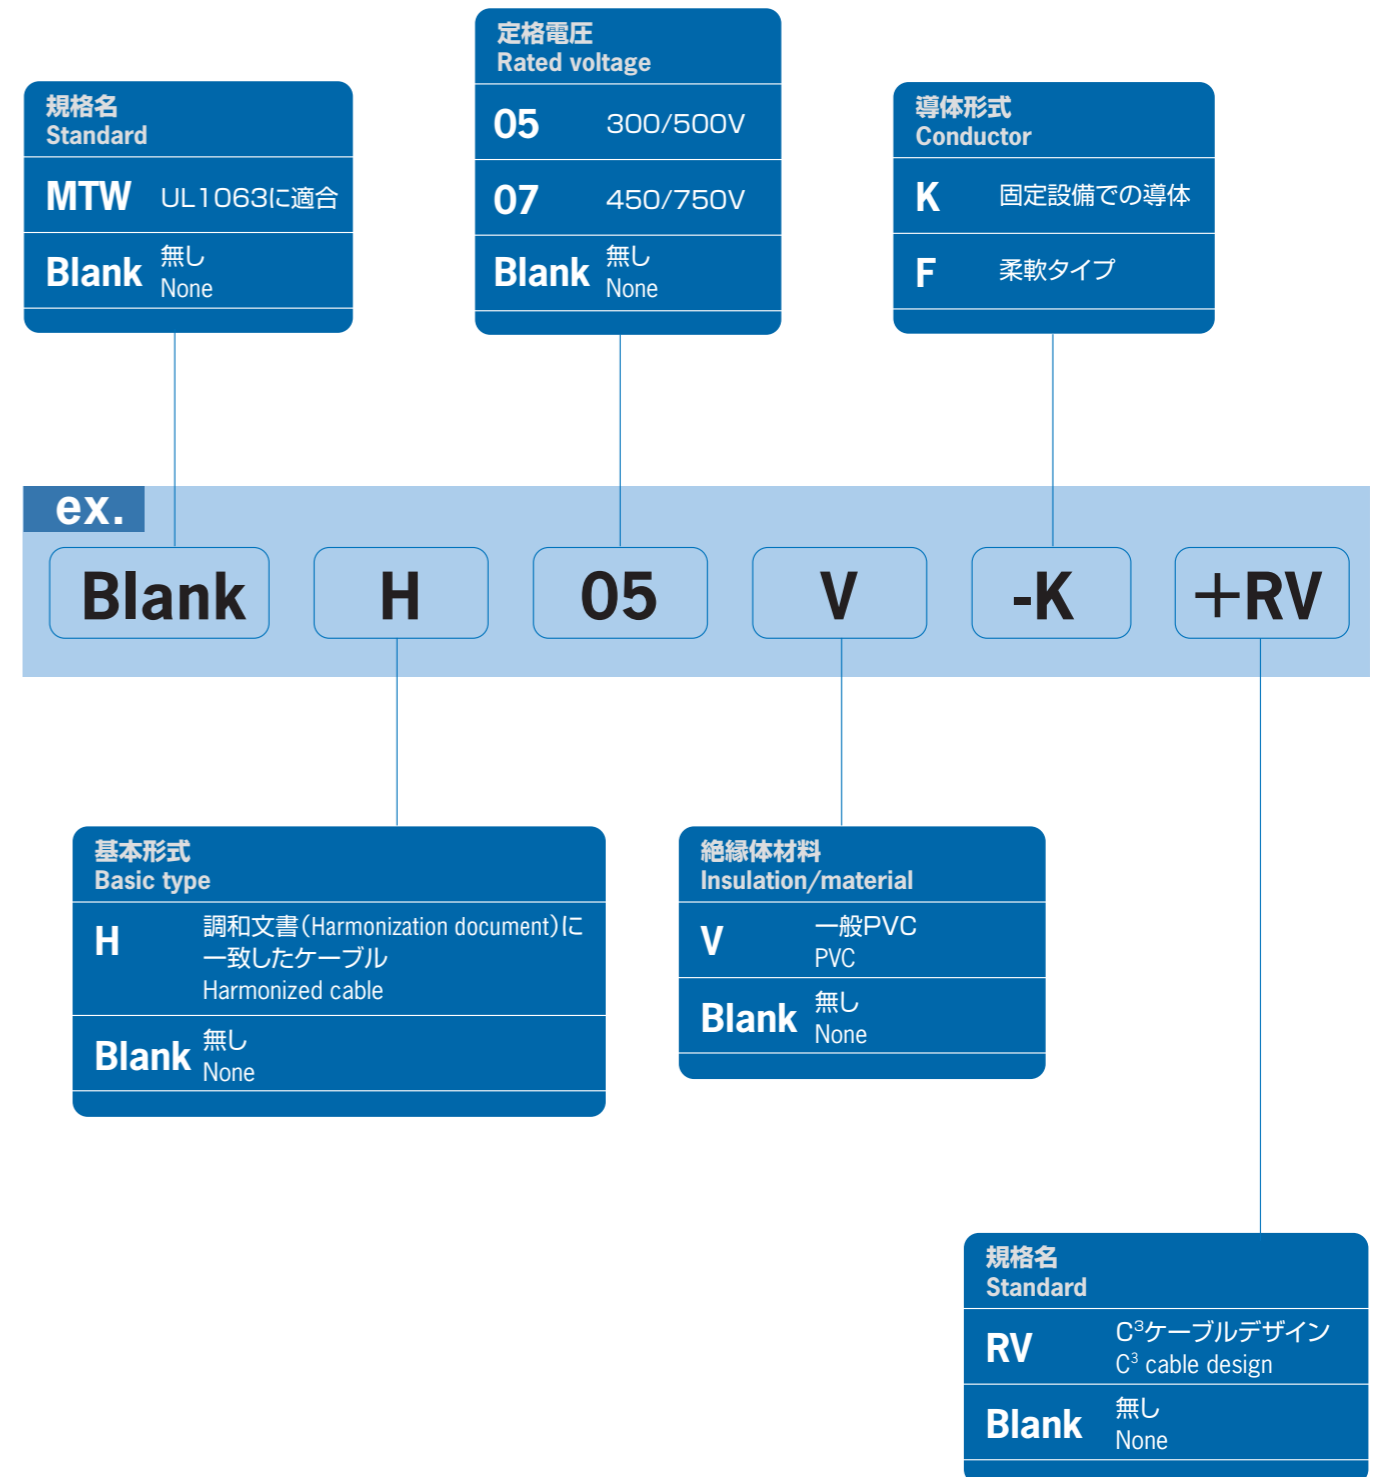 定格電圧
Rated voltage
05 300/500V
07 450/750V
Blank 無し
None
規格名
Standard
MTW UL1063に適合
Blank 無し
None
導体形式
Conductor
K 固定設備での導体
F 柔軟タイプ
ex.
Blank H 05 V -K +RV
基本形式
Basic type
H 調和文書(Harmonization document)に
一致したケーブル
Harmonized cable
Blank 無し
None
絶縁体材料
Insulation/material
V 一般PVC
PVC
Blank 無し
None
規格名
Standard
RV C³ケーブルデザイン
C³ cable design
Blank 無し
None